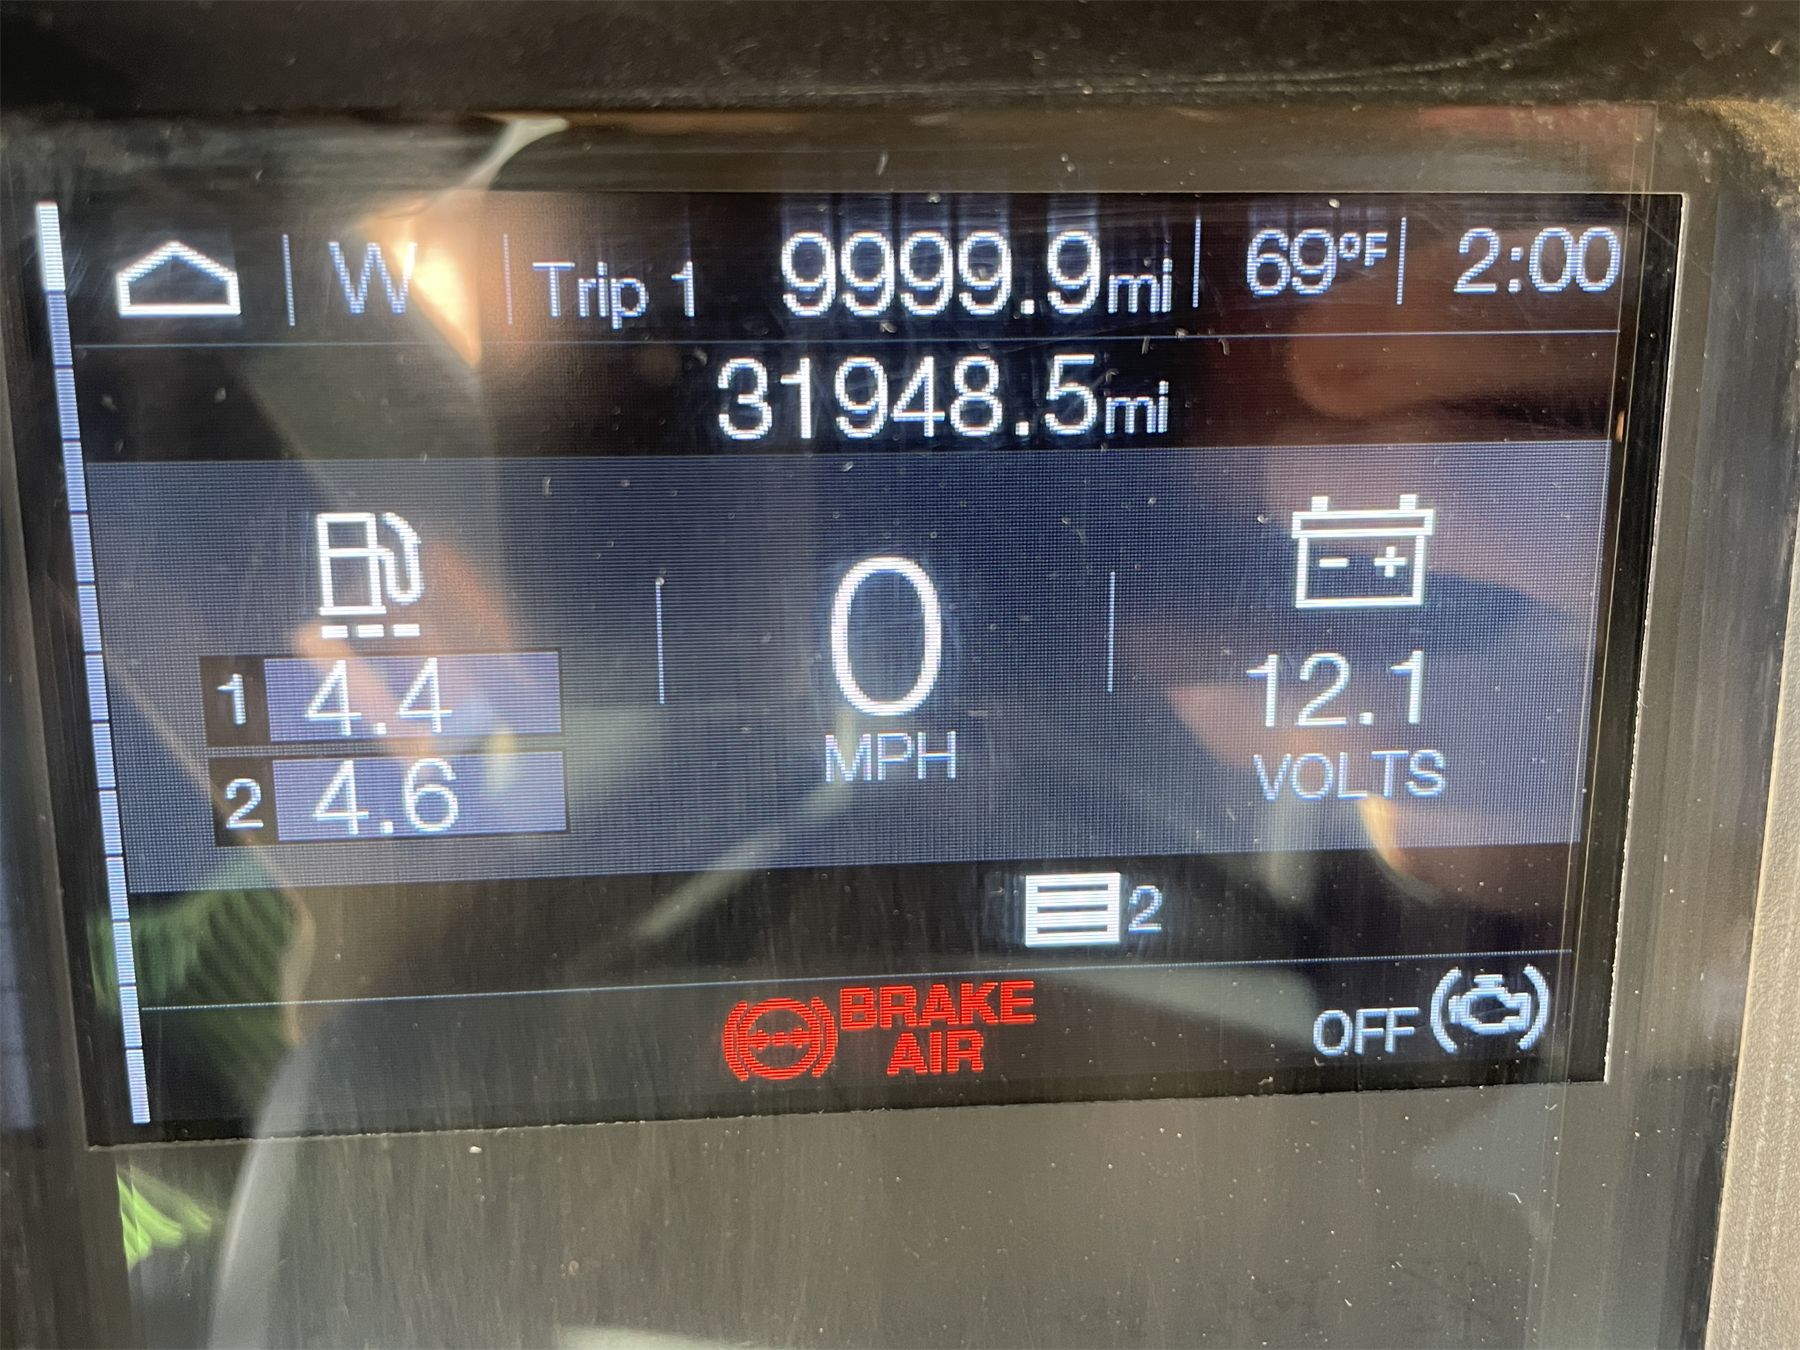 W Trip 1 9999.9mi 69°F 2:00
31948.5mi
1 4.4
2 4.6
0
MPH
12.1
VOLTS
2
BRAKE
AIR
OFF